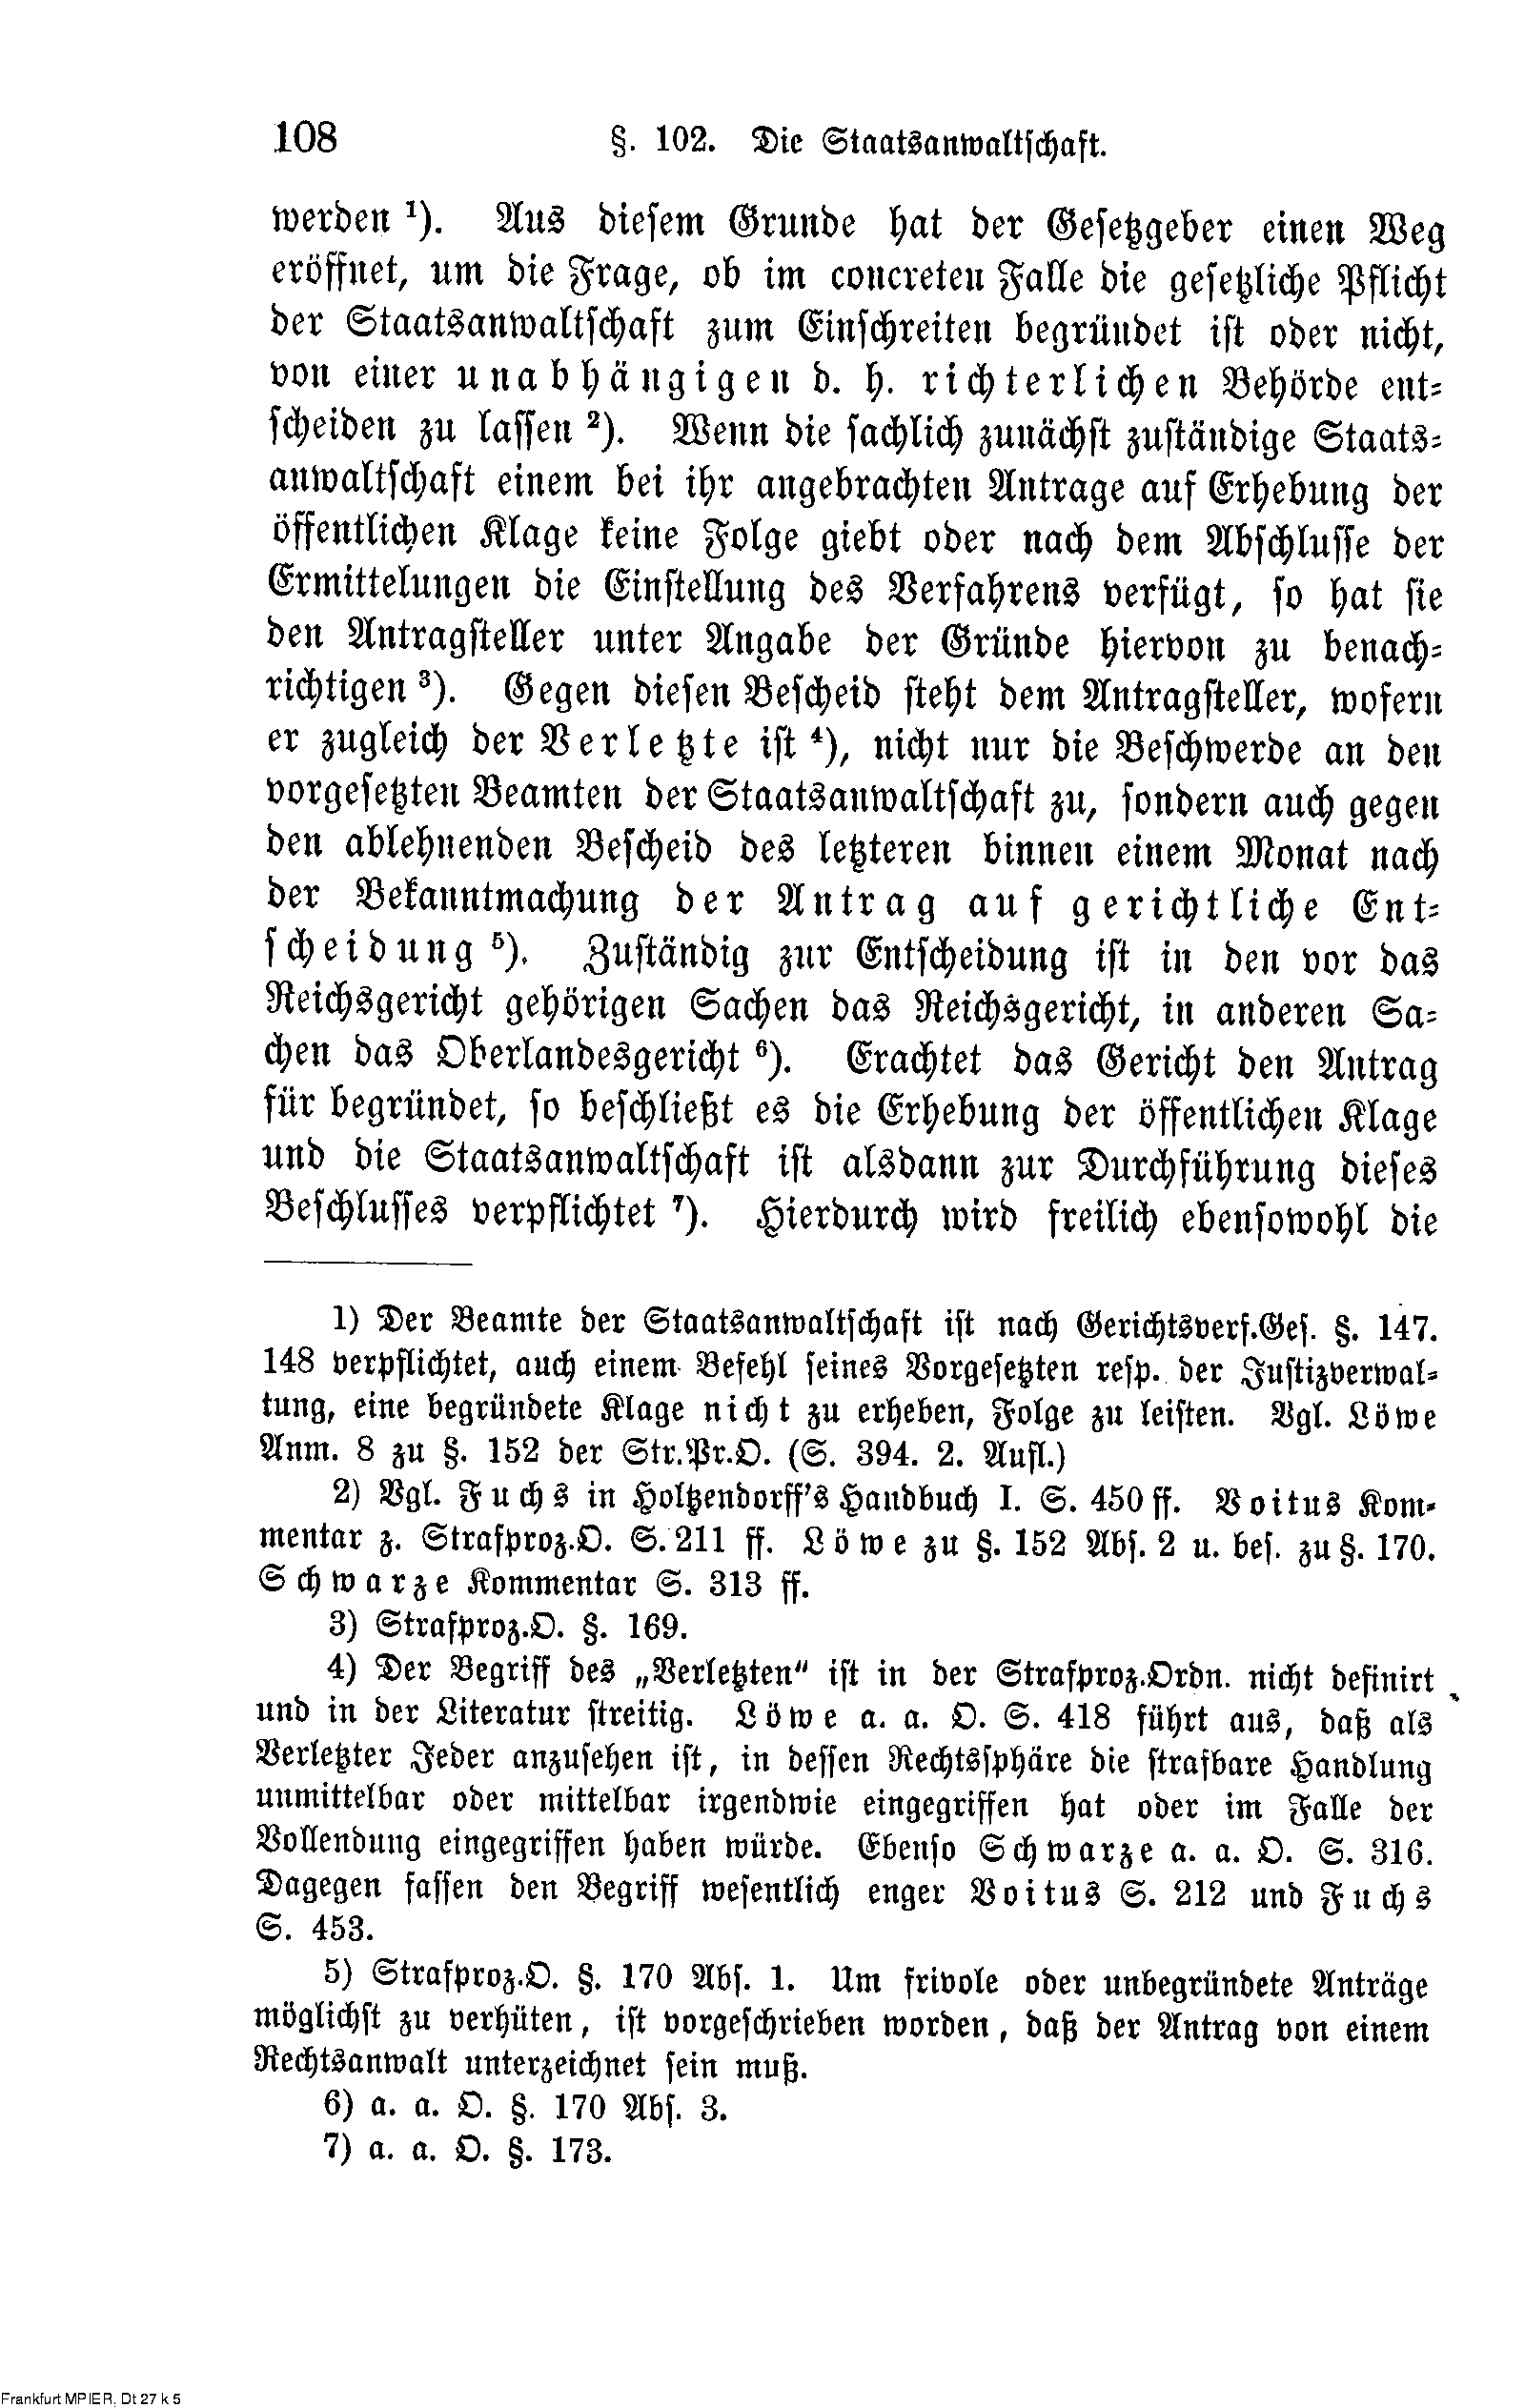 108 §. 102. Die Staatsanwaltschaft.
werden ¹). Aus diesem Grunde hat der Gesetzgeber einen Weg
eröffnet, um die Frage, ob im concreten Falle die gesetzliche Pflicht
der Staatsanwaltschaft zum Einschreiten begründet ist oder nicht,
von einer unabhängigen d. h. richterlichen Behörde ent-
scheiden zu lassen ²). Wenn die sachlich zunächst zuständige Staats-
anwaltschaft einem bei ihr angebrachten Antrage auf Erhebung der
öffentlichen Klage keine Folge giebt oder nach dem Abschlusse der
Ermittelungen die Einstellung des Verfahrens verfügt, so hat sie
den Antragsteller unter Angabe der Gründe hiervon zu benach-
richtigen ³). Gegen diesen Bescheid steht dem Antragsteller, wofern
er zugleich der Verletzte ist ⁴), nicht nur die Beschwerde an den
vorgesetzten Beamten der Staatsanwaltschaft zu, sondern auch gegen
den ablehnenden Bescheid des letzteren binnen einem Monat nach
der Bekanntmachung der Antrag auf gerichtliche Ent-
scheidung ⁵). Zuständig zur Entscheidung ist in den vor das
Reichsgericht gehörigen Sachen das Reichsgericht, in anderen Sa-
chen das Oberlandesgericht ⁶). Erachtet das Gericht den Antrag
für begründet, so beschließt es die Erhebung der öffentlichen Klage
und die Staatsanwaltschaft ist alsdann zur Durchführung dieses
Beschlusses verpflichtet ⁷). Hierdurch wird freilich ebensowohl die
1) Der Beamte der Staatsanwaltschaft ist nach Gerichtsverf.Ges. §. 147.
148 verpflichtet, auch einem Befehl seines Vorgesetzten resp. der Justizverwal-
tung, eine begründete Klage nicht zu erheben, Folge zu leisten. Vgl. Löwe
Anm. 8 zu §. 152 der Str.Pr.O. (S. 394. 2. Aufl.)
2) Vgl. Fuchs in Holtzendorff's Handbuch I. S. 450 ff. Voitus Kom-
mentar z. Strafproz.O. S. 211 ff. Löwe zu §. 152 Abs. 2 u. bes. zu §. 170.
Schwarze Kommentar S. 313 ff.
3) Strafproz.O. §. 169.
4) Der Begriff des „Verletzten“ ist in der Strafproz.Ordn. nicht definirt
und in der Literatur streitig. Löwe a. a. O. S. 418 führt aus, daß als
Verletzter Jeder anzusehen ist, in dessen Rechtssphäre die strafbare Handlung
unmittelbar oder mittelbar irgendwie eingegriffen hat oder im Falle der
Vollendung eingegriffen haben würde. Ebenso Schwarze a. a. O. S. 316.
Dagegen fassen den Begriff wesentlich enger Voitus S. 212 und Fuchs
S. 453.
5) Strafproz.O. §. 170 Abs. 1. Um frivole oder unbegründete Anträge
möglichst zu verhüten, ist vorgeschrieben worden, daß der Antrag von einem
Rechtsanwalt unterzeichnet sein muß.
6) a. a. O. §. 170 Abs. 3.
7) a. a. O. §. 173.
Frankfurt MPIER, Dt 27 k 5